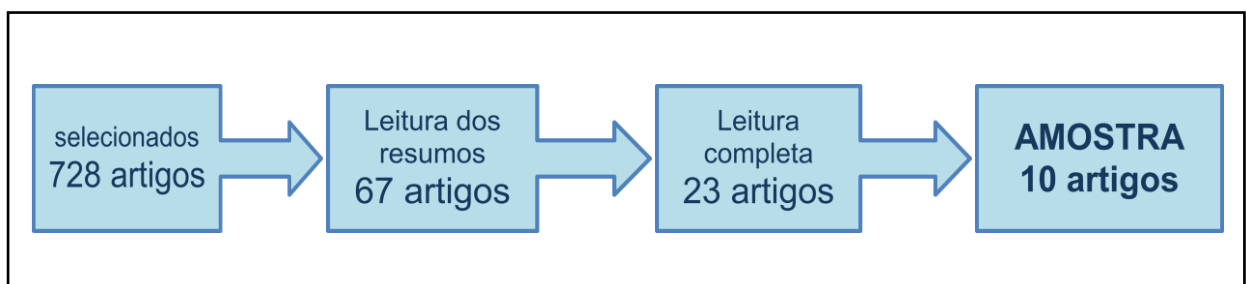 selecionados
728 artigos
Leitura dos
resumos
67 artigos
Leitura
completa
23 artigos
AMOSTRA
10 artigos